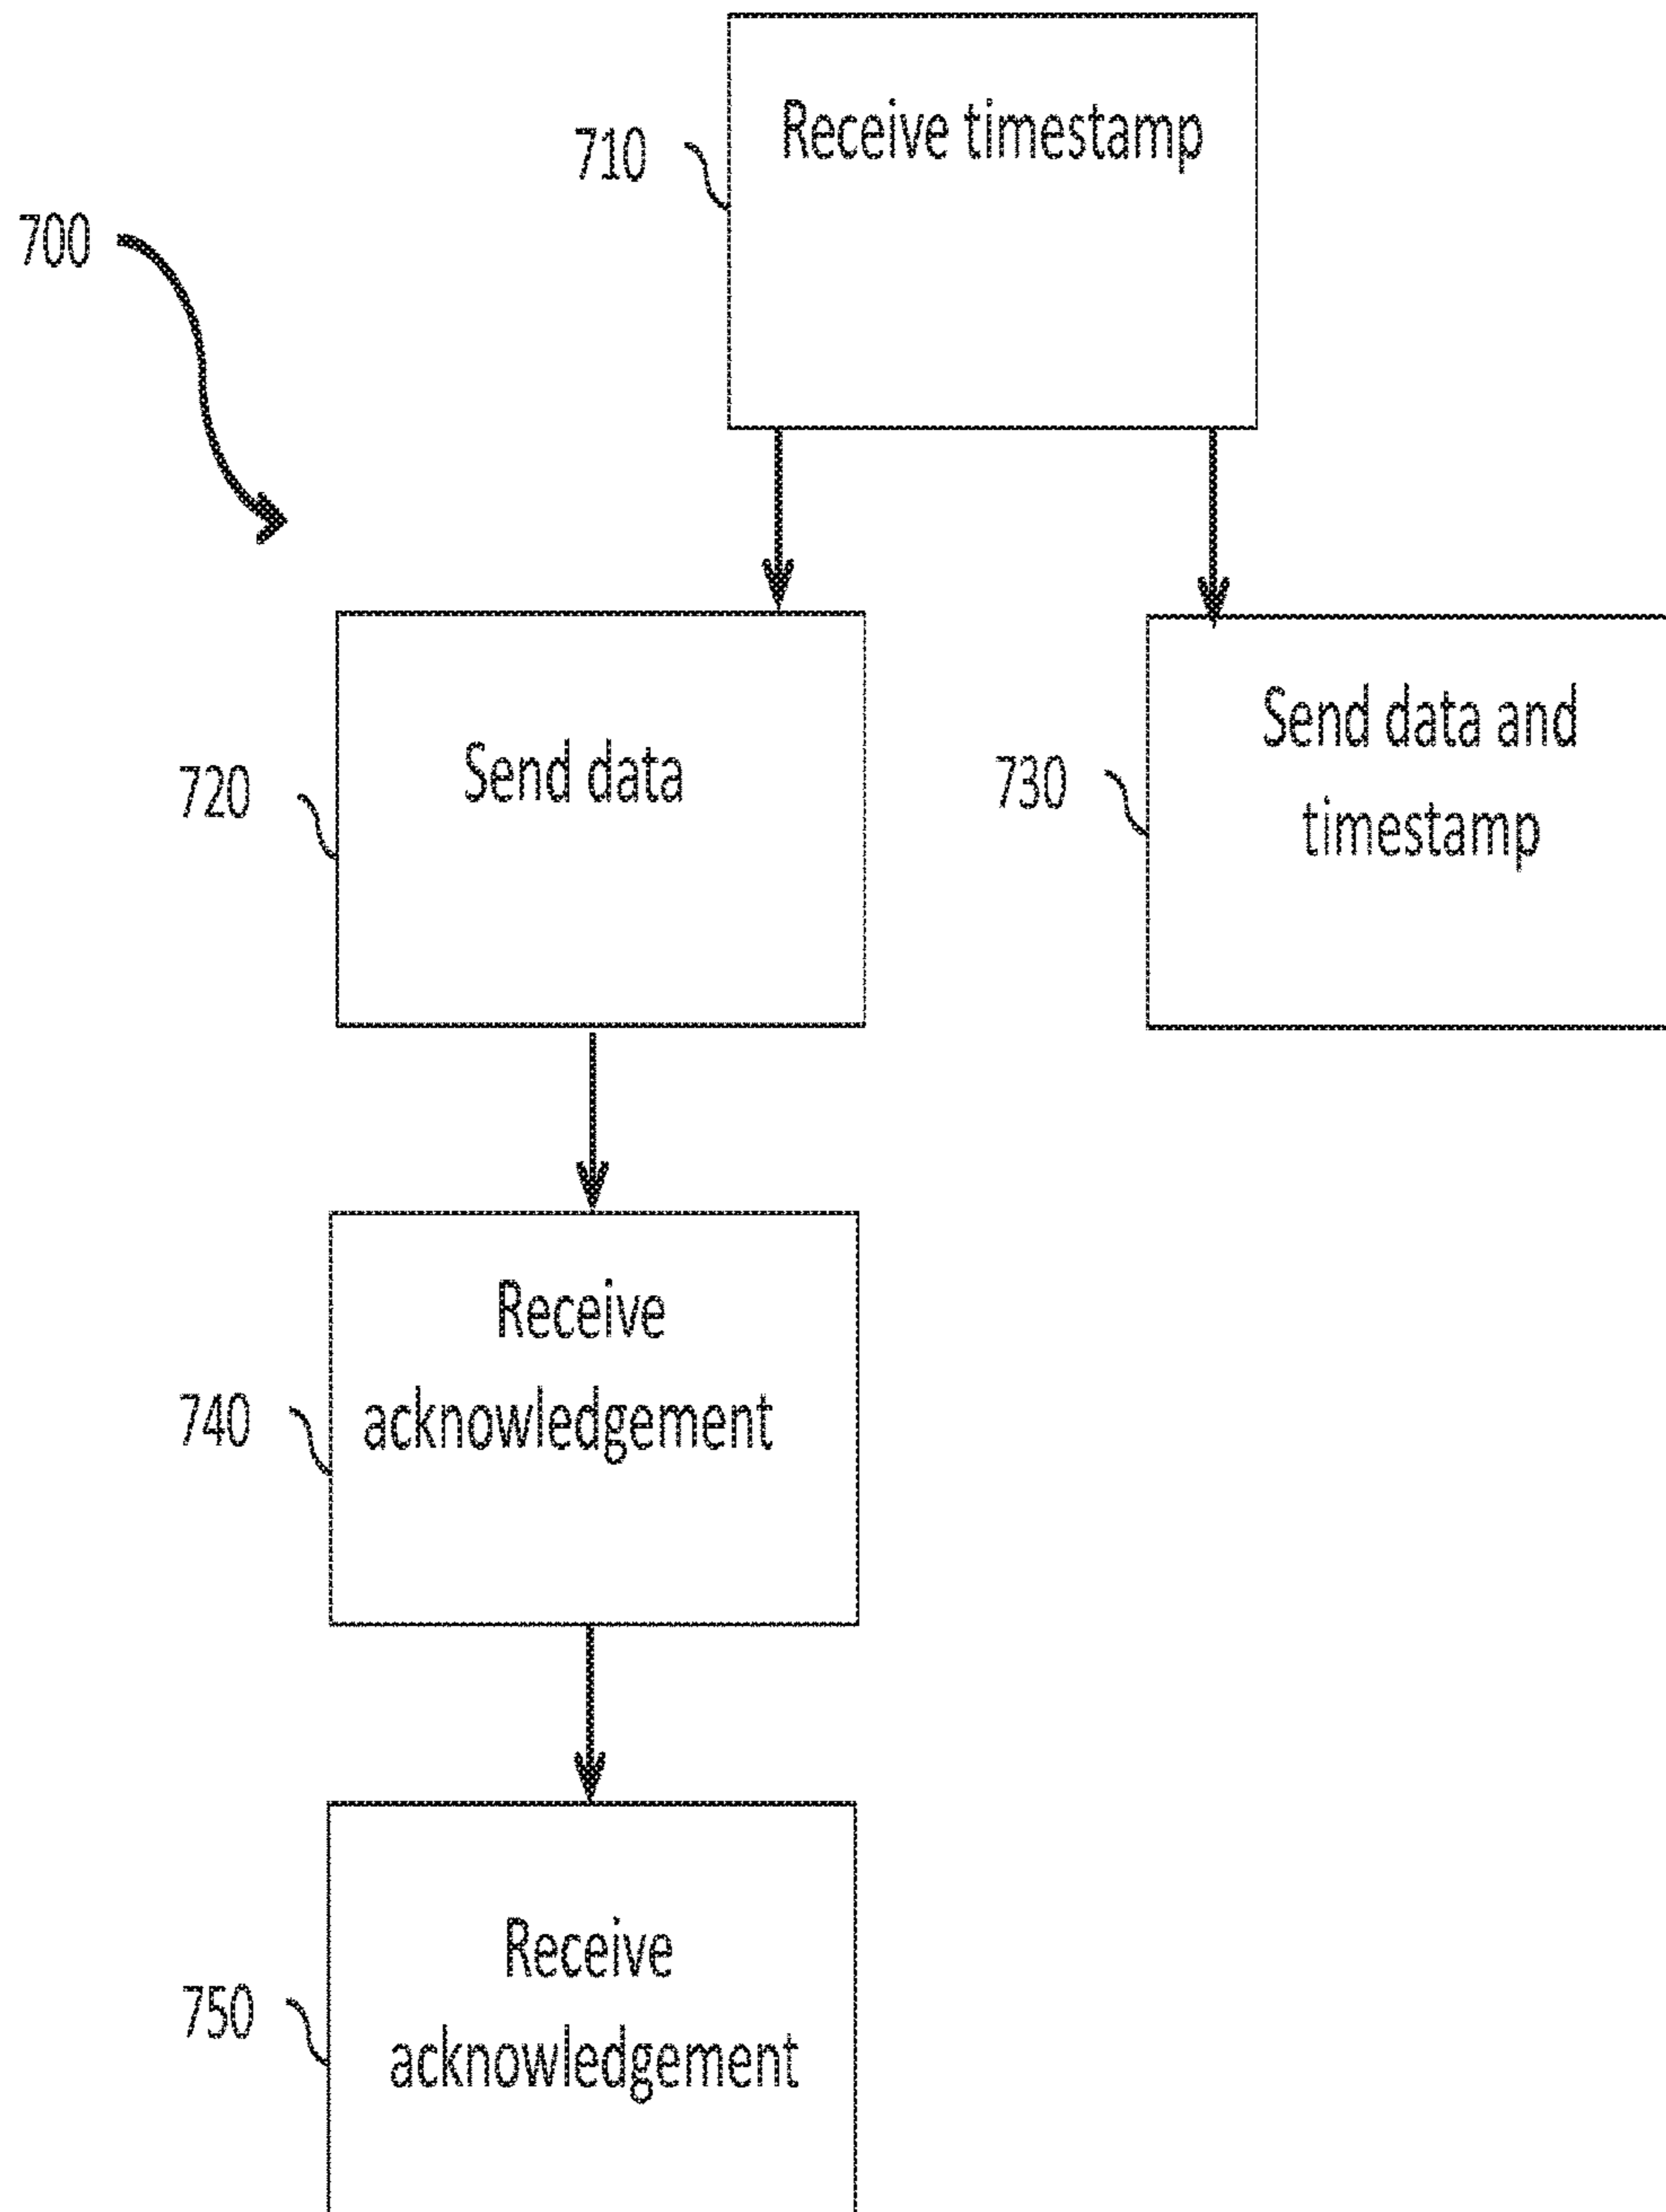 710
Receive timestamp
700
720
Send data
730
Send data and
timestamp
740
Receive
acknowledgement
750
Receive
acknowledgement